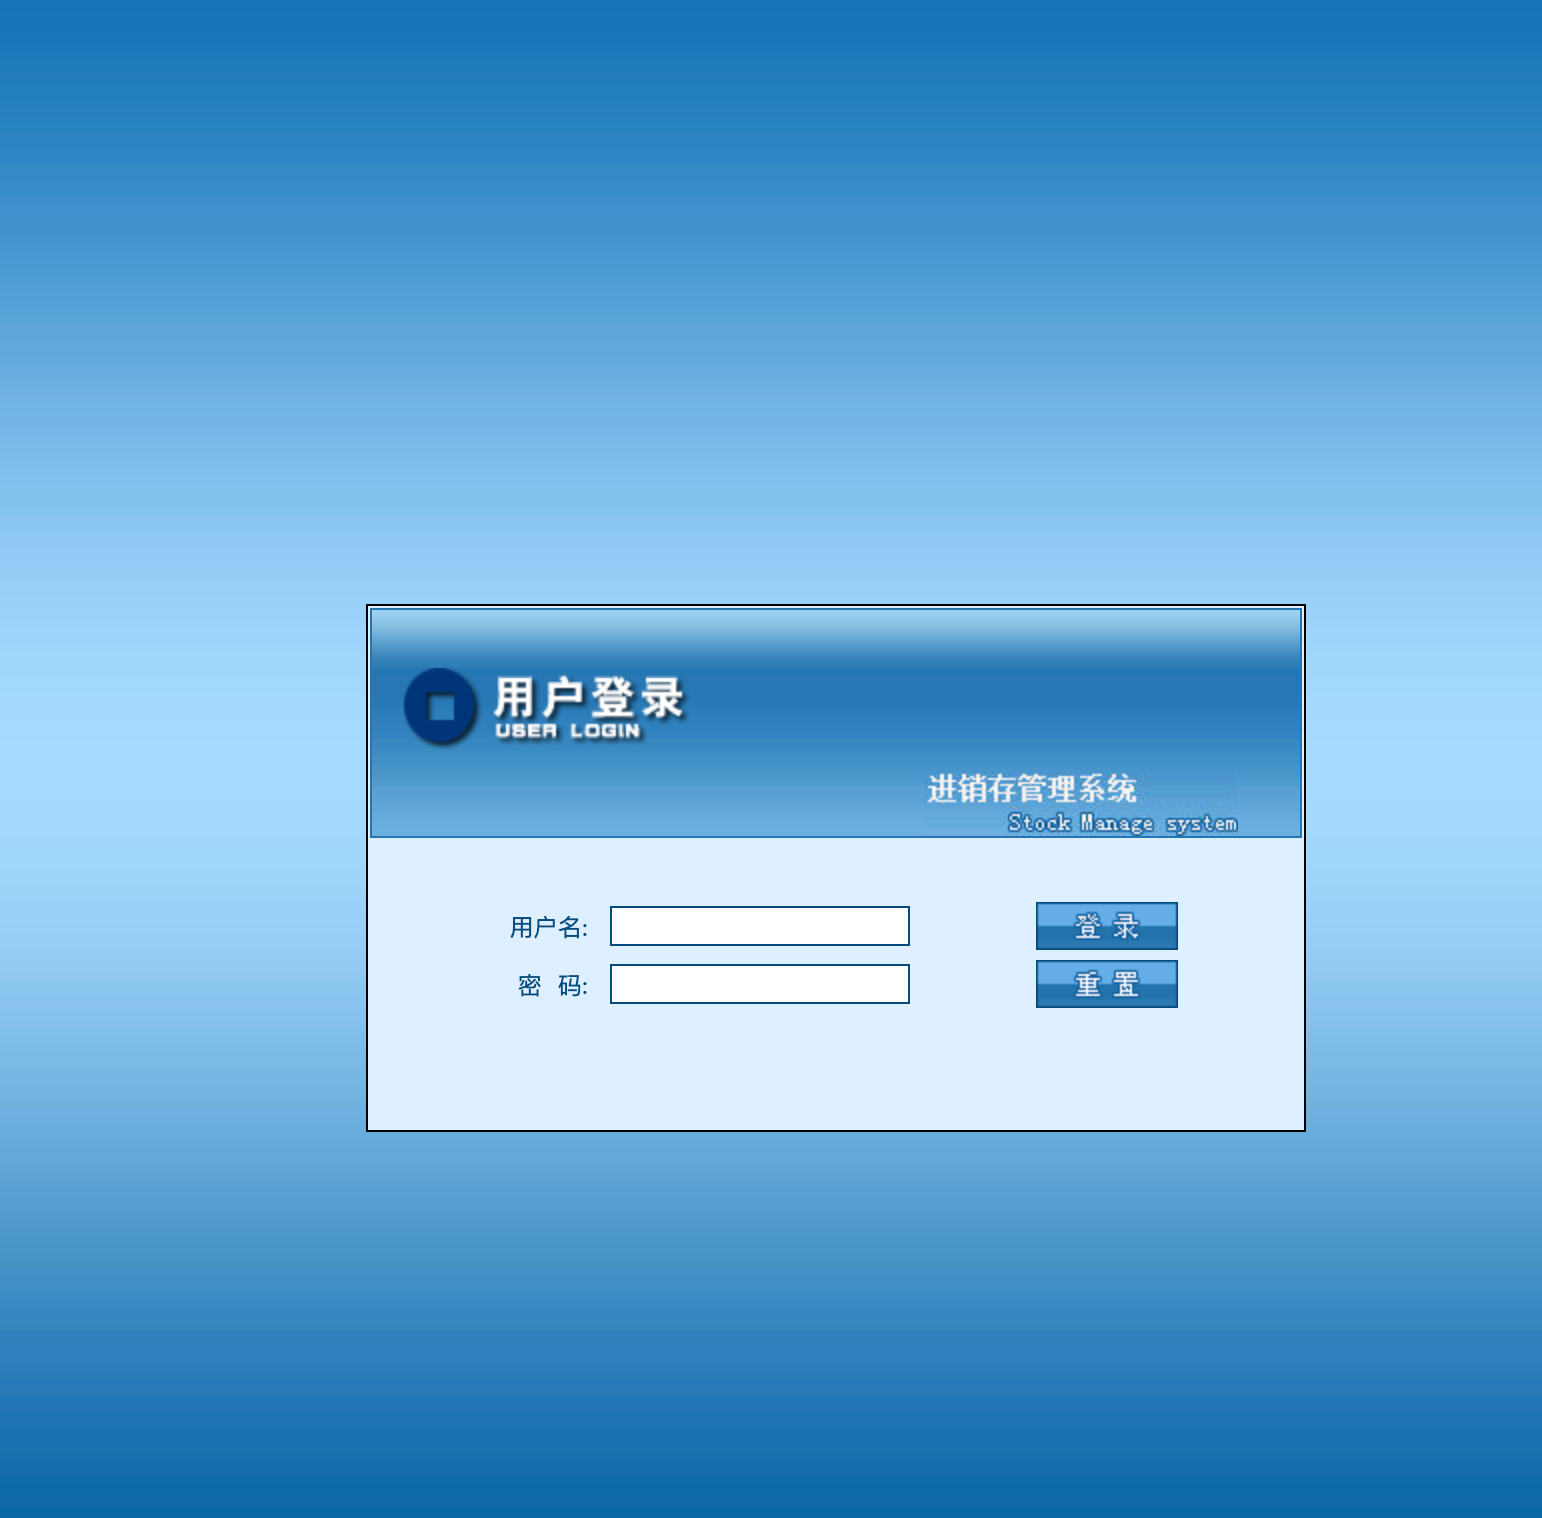 用户登录
USER LOGIN
进销存管理系统
Stock Manage system
用户名:
登 录
密 码:
重 置